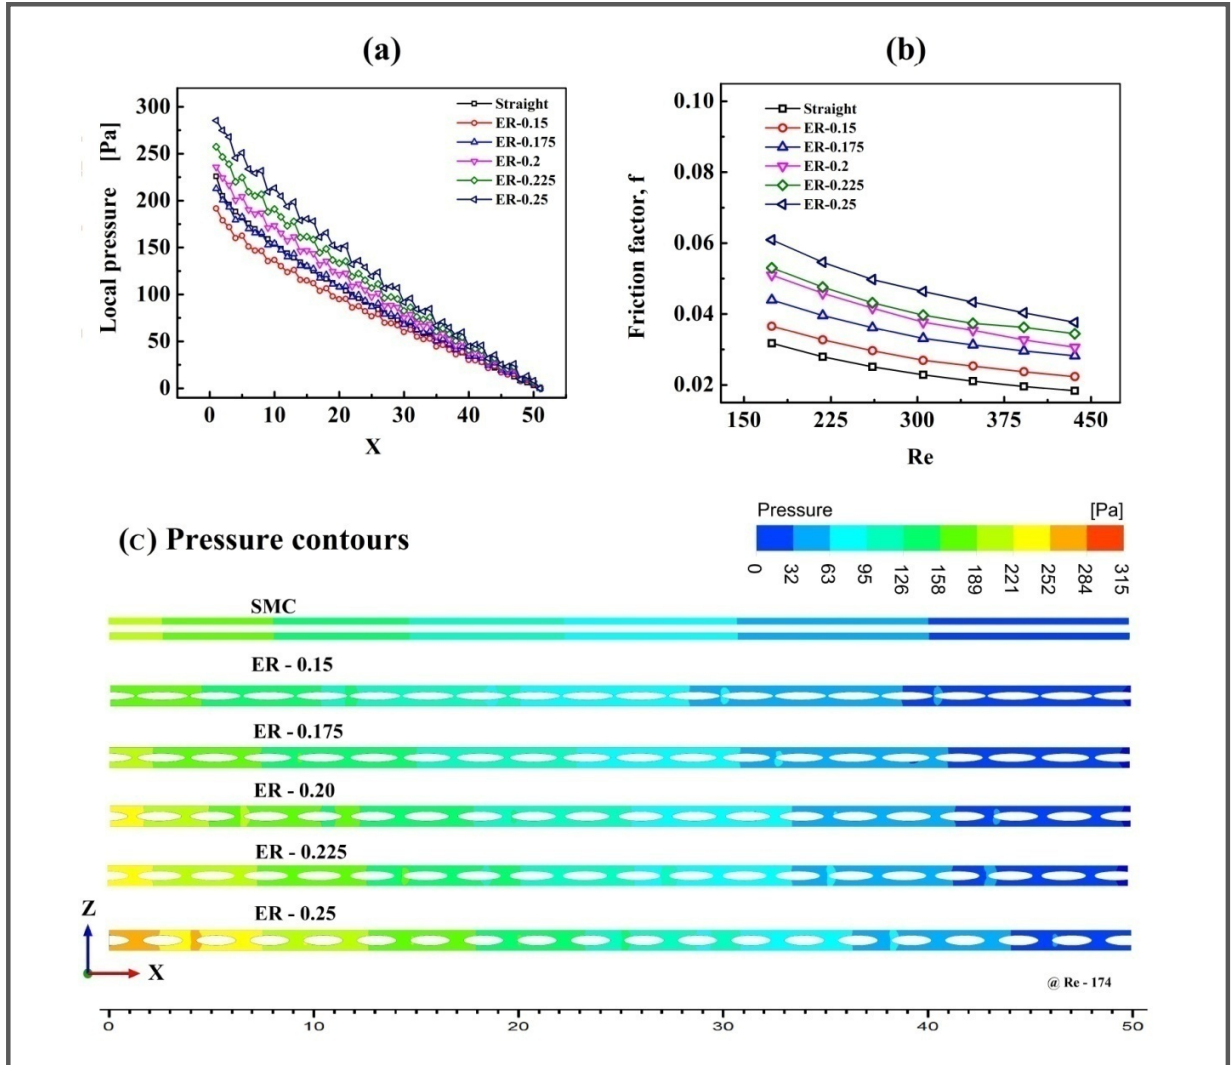 (a)
(b)
Local pressure [Pa]
300
250
200
150
100
50
0
0 10 20 30 40 50
X
Straight
ER-0.15
ER-0.175
ER-0.2
ER-0.225
ER-0.25
Friction factor, f
0.10
0.08
0.06
0.04
0.02
150 225 300 375 450
Re
Straight
ER-0.15
ER-0.175
ER-0.2
ER-0.225
ER-0.25
(C) Pressure contours
Pressure [Pa]
0 32 63 95 126 158 189 221 252 284 315
SMC
ER - 0.15
ER - 0.175
ER - 0.20
ER - 0.225
ER - 0.25
Z
X
@ Re - 174
0 10 20 30 40 50